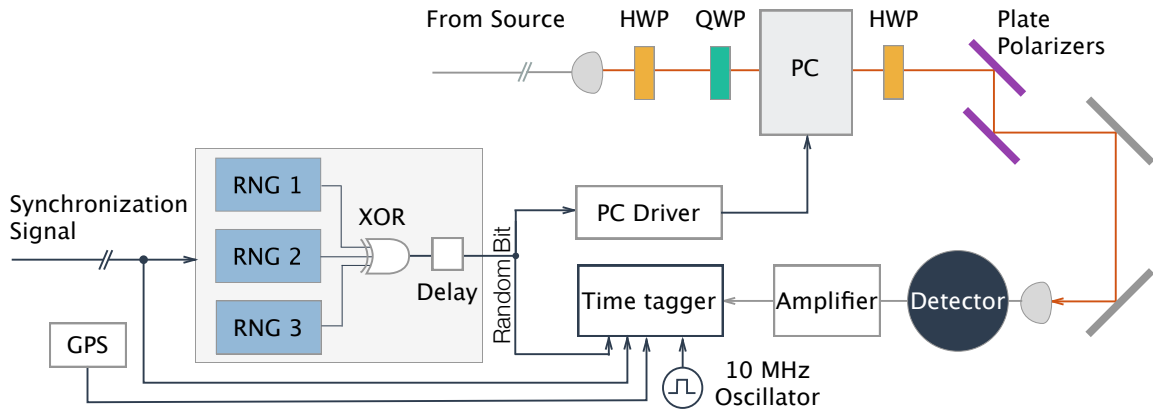 From Source
HWP
QWP
PC
HWP
Plate
Polarizers
Synchronization
Signal
RNG 1
RNG 2
RNG 3
XOR
Delay
Random Bit
PC Driver
Time tagger
Amplifier
Detector
GPS
10 MHz
Oscillator